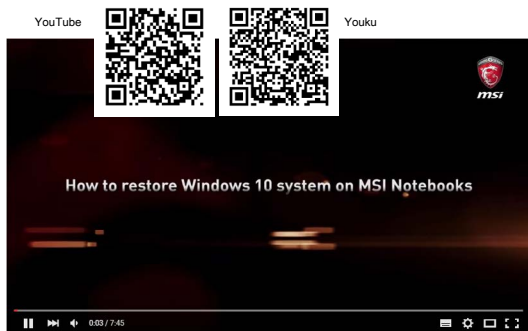 YouTube
Youku
msi
How to restore Windows 10 system on MSI Notebooks
0:03 / 7:45